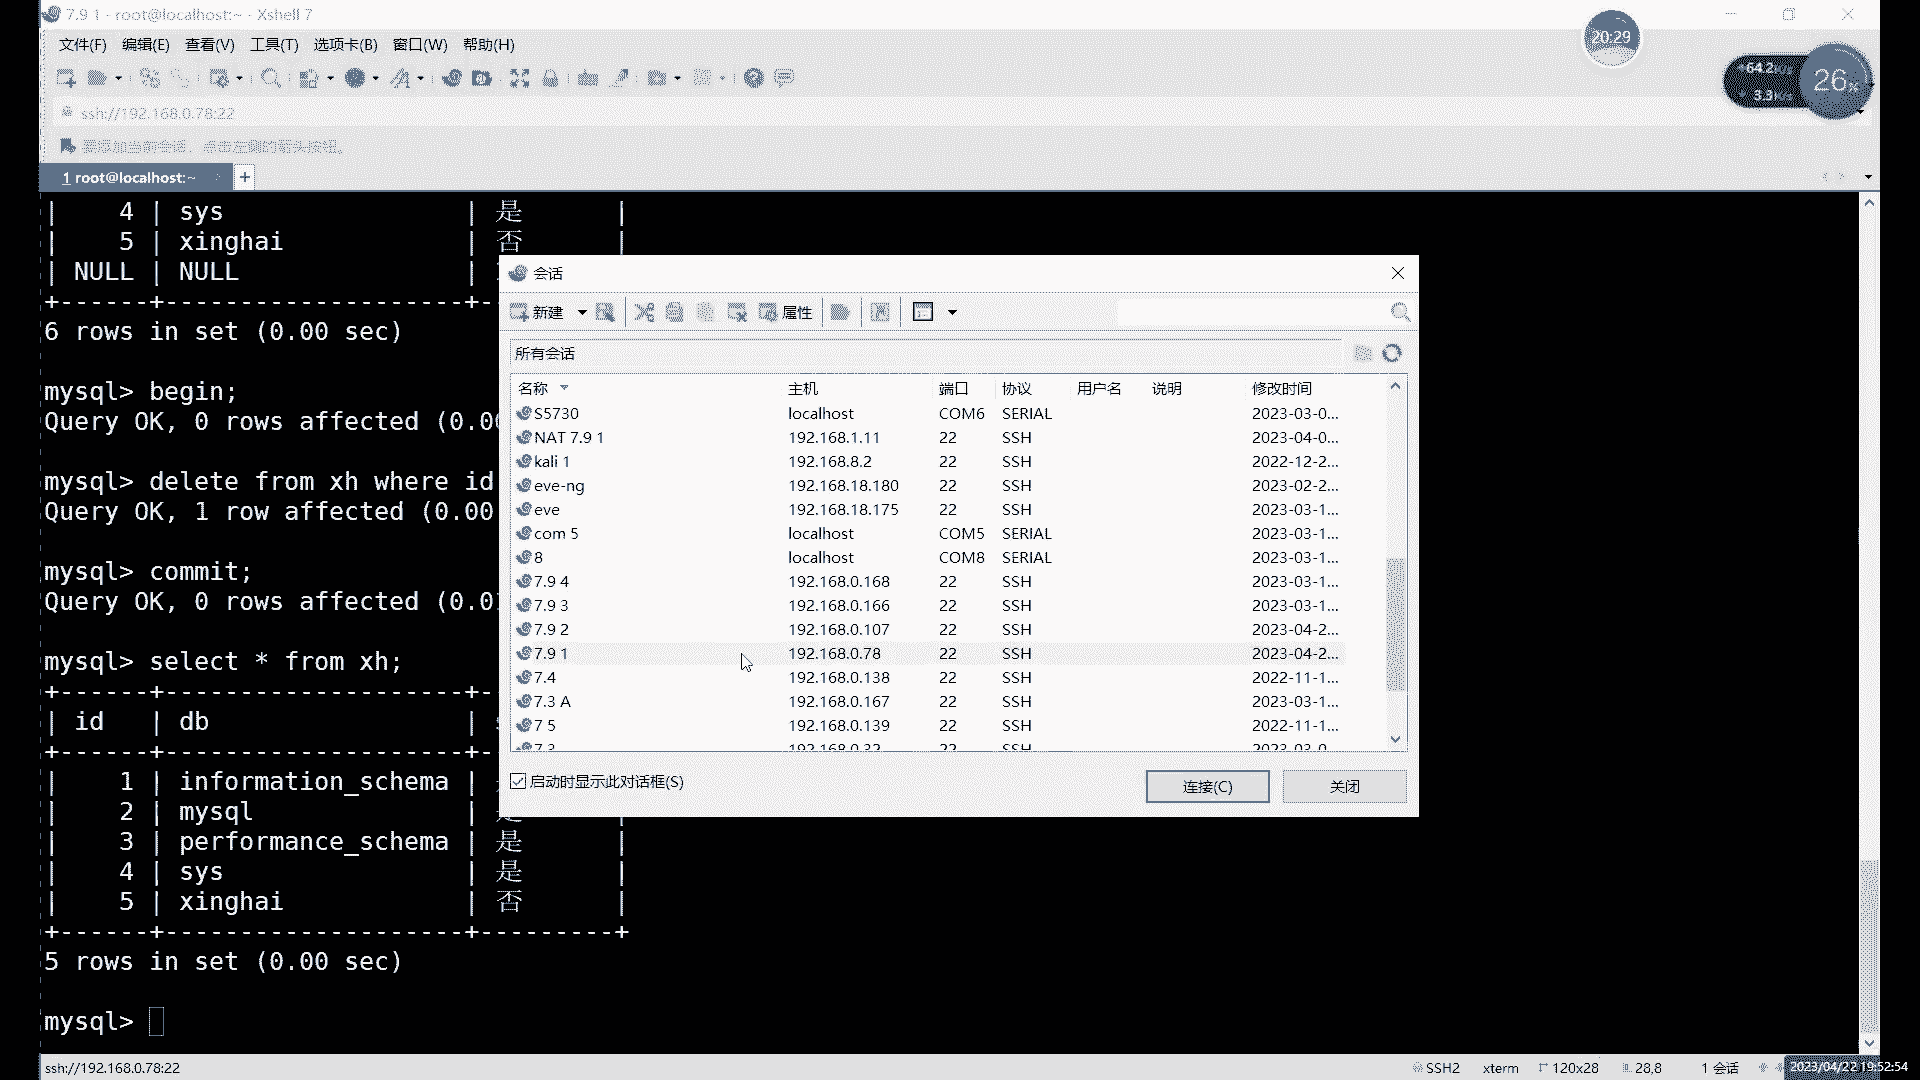 7.9 1 - root@localhost:~ - Xshell 7
文件(F) 编辑(E) 查看(V) 工具(T) 选项卡(B) 窗口(W) 帮助(H)
20:29
26%
ssh://192.168.0.78:22
要添加当前会话，点击左侧的箭头按钮。
1 root@localhost:~ +
| 4 | sys | 是 |
| 5 | xinghai | 否 |
| NULL | NULL |
6 rows in set (0.00 sec)
mysql> begin;
Query OK, 0 rows affected (0.00
mysql> delete from xh where id
Query OK, 1 row affected (0.00
mysql> commit;
Query OK, 0 rows affected (0.0
mysql> select * from xh;
+------+--------------------+-
| id | db |
+------+--------------------+-
| 1 | information_schema |
| 2 | mysql |
| 3 | performance_schema | 是 |
| 4 | sys | 是 |
| 5 | xinghai | 否 |
+------+--------------------+---------+
5 rows in set (0.00 sec)
mysql>
会话
新建 属性
所有会话
名称 主机 端口 协议 用户名 说明 修改时间
S5730 localhost COM6 SERIAL 2023-03-0...
NAT 7.9 1 192.168.1.11 22 SSH 2023-04-0...
kali 1 192.168.8.2 22 SSH 2022-12-2...
eve-ng 192.168.18.180 22 SSH 2023-02-2...
eve 192.168.18.175 22 SSH 2023-03-1...
com 5 localhost COM5 SERIAL 2023-03-1...
8 localhost COM8 SERIAL 2023-03-1...
7.9 4 192.168.0.168 22 SSH 2023-03-1...
7.9 3 192.168.0.166 22 SSH 2023-03-1...
7.9 2 192.168.0.107 22 SSH 2023-04-2...
7.9 1 192.168.0.78 22 SSH 2023-04-2...
7.4 192.168.0.138 22 SSH 2022-11-1...
7.3 A 192.168.0.167 22 SSH 2023-03-1...
7 5 192.168.0.139 22 SSH 2022-11-1...
192.168.0.32 22 SSH 2023-03-0...
启动时显示此对话框(S) 连接(C) 关闭
ssh://192.168.0.78:22 SSH2 xterm 120x28 28,8 1 会话
2023/04/22 19:52:54